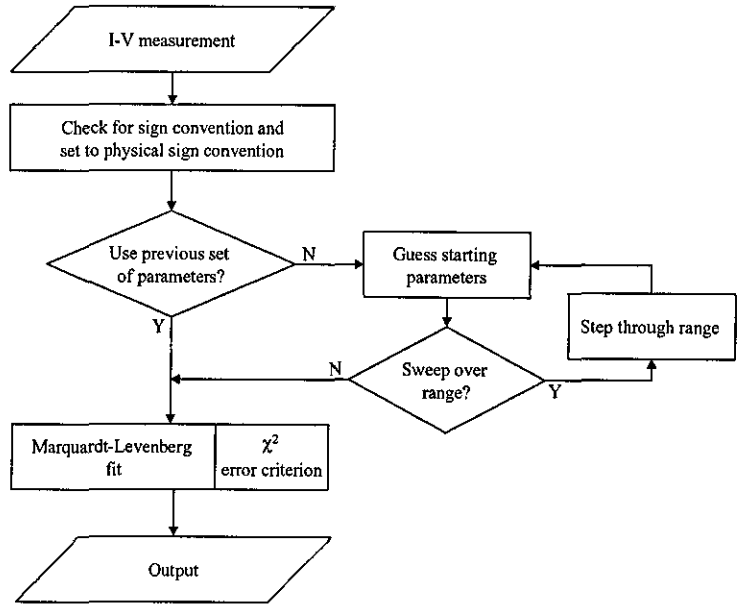 I-V measurement
Check for sign convention and
set to physical sign convention
Use previous set
of parameters?
N
Guess starting
parameters
Y
Step through range
N
Sweep over
range?
Y
Marquardt-Levenberg
fit
χ²
error criterion
Output